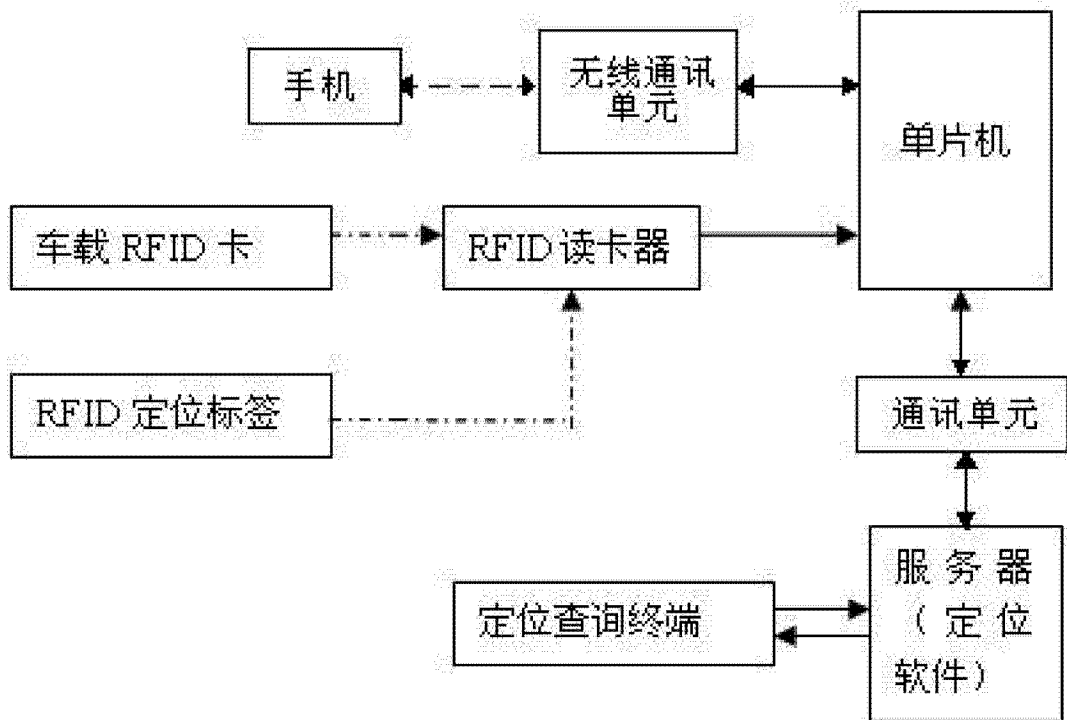 手机
无线通讯
单元
单片机
车载 RFID 卡
RFID 读卡器
RFID 定位标签
通讯单元
定位查询终端
服务器
（定位
软件）